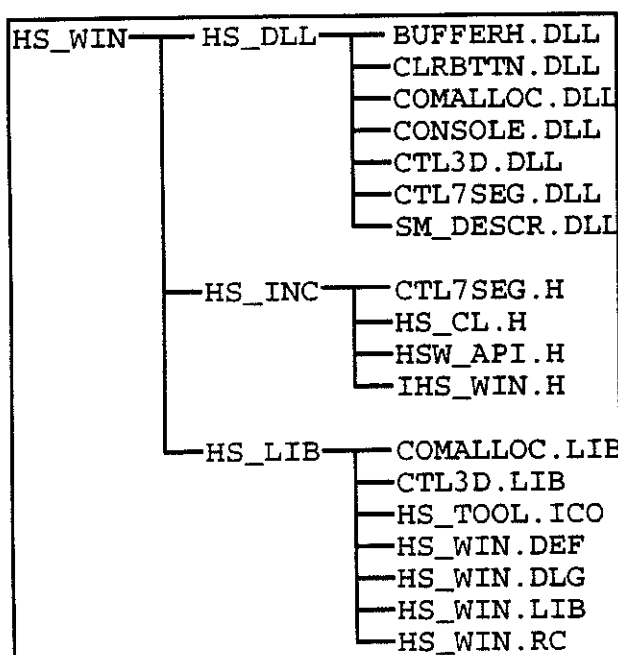 HS_WIN HS_DLL BUFFERH.DLL
CLRBTTN.DLL
COMALLOC.DLL
CONSOLE.DLL
CTL3D.DLL
CTL7SEG.DLL
SM_DESCR.DLL
HS_INC CTL7SEG.H
HS_CL.H
HSW_API.H
IHS_WIN.H
HS_LIB COMALLOC.LIB
CTL3D.LIB
HS_TOOL.ICO
HS_WIN.DEF
HS_WIN.DLG
HS_WIN.LIB
HS_WIN.RC